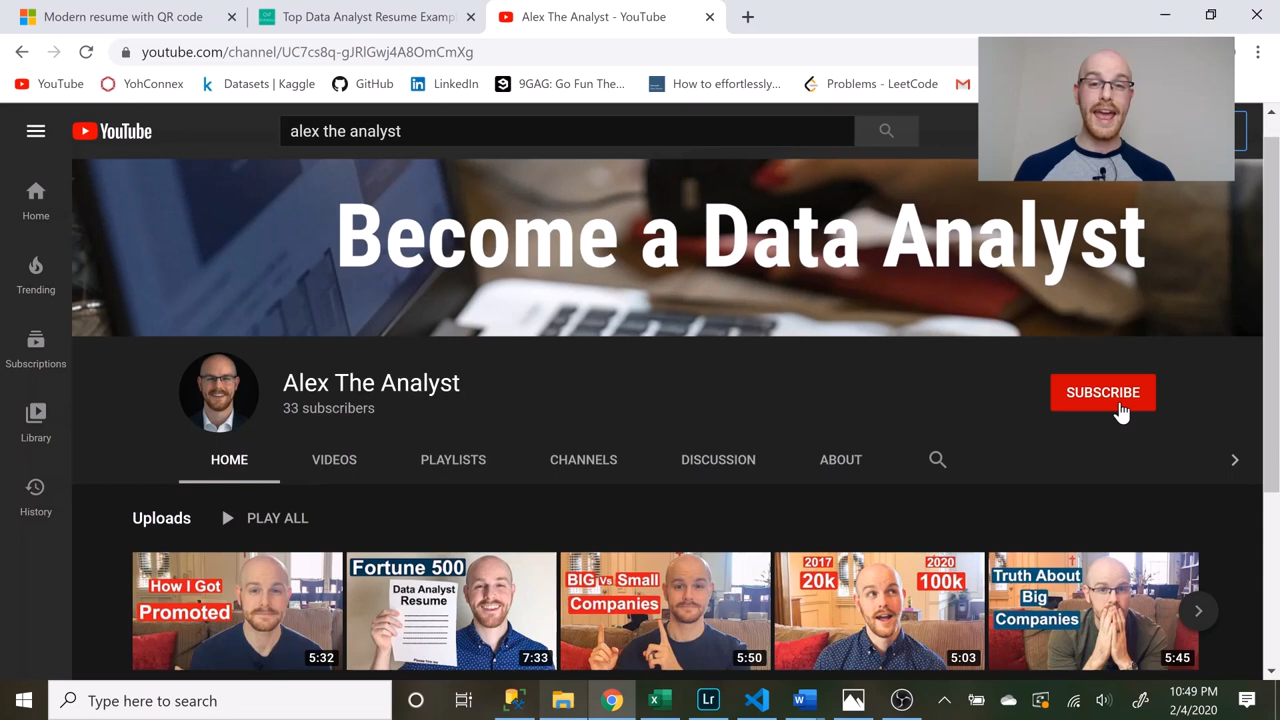 Modern resume with QR code
Top Data Analyst Resume Exampl
Alex The Analyst - YouTube
youtube.com/channel/UC7cs8q-gJRlGwj4A8OmCmXg
YouTube
YohConnex
Datasets | Kaggle
GitHub
LinkedIn
9GAG: Go Fun The...
How to effortlessly...
Problems - LeetCode
YouTube
alex the analyst
Become a Data Analyst
Home
Trending
Subscriptions
Library
History
Alex The Analyst
33 subscribers
SUBSCRIBE
HOME
VIDEOS
PLAYLISTS
CHANNELS
DISCUSSION
ABOUT
Uploads
PLAY ALL
How I Got
Promoted
5:32
Fortune 500
Data Analyst
Resume
7:33
BIG vs Small
Companies
5:50
2017
20k
2020
100k
5:03
Truth About
Big
Companies
5:45
Type here to search
10:49 PM
2/4/2020